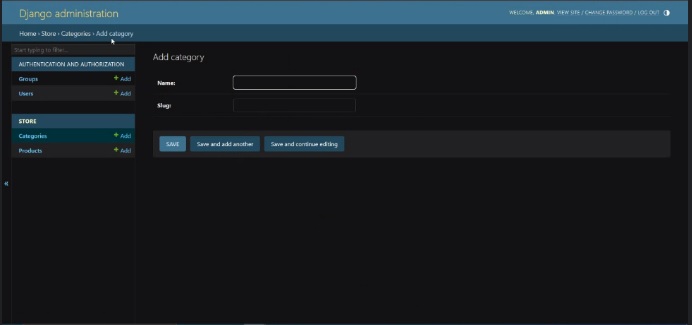 Django administration
WELCOME, ADMIN. VIEW SITE / CHANGE PASSWORD / LOG OUT
Home › Store › Categories › Add category
Start typing to filter...
AUTHENTICATION AND AUTHORIZATION
Groups + Add
Users + Add
STORE
Categories + Add
Products + Add
«
Add category
Name:
Slug:
SAVE Save and add another Save and continue editing